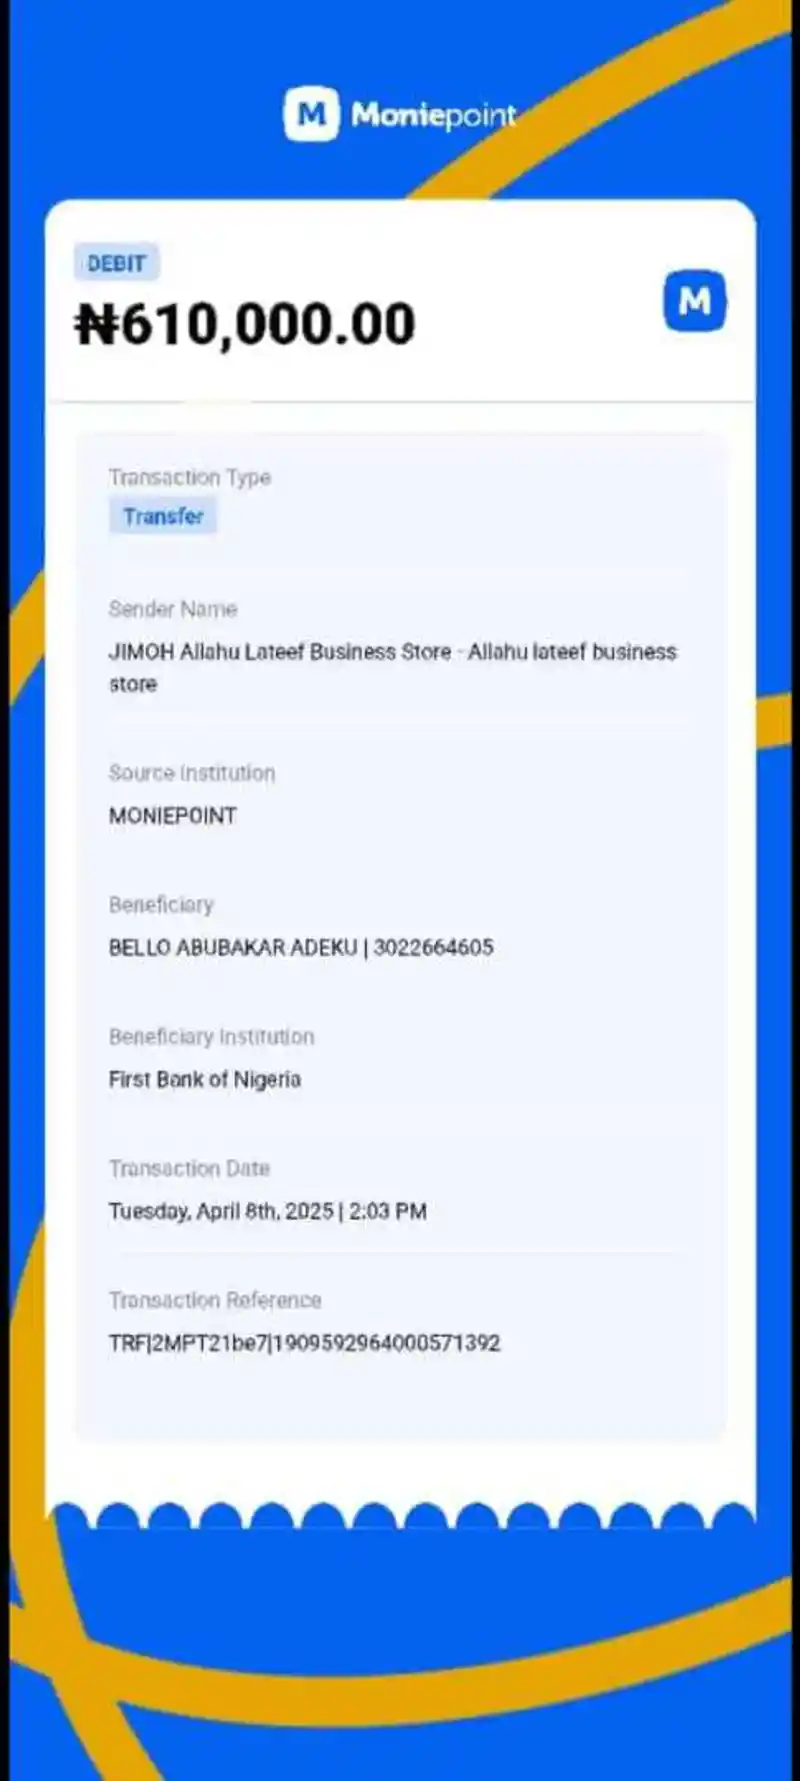 M Moniepoint
DEBIT
₦610,000.00
M
Transaction Type
Transfer
Sender Name
JIMOH Allahu Lateef Business Store - Allahu lateef business
store
Source Institution
MONIEPOINT
Beneficiary
BELLO ABUBAKAR ADEKU | 3022664605
Beneficiary Institution
First Bank of Nigeria
Transaction Date
Tuesday, April 8th, 2025 | 2:03 PM
Transaction Reference
TRF|2MPT21be7|1909592964000571392